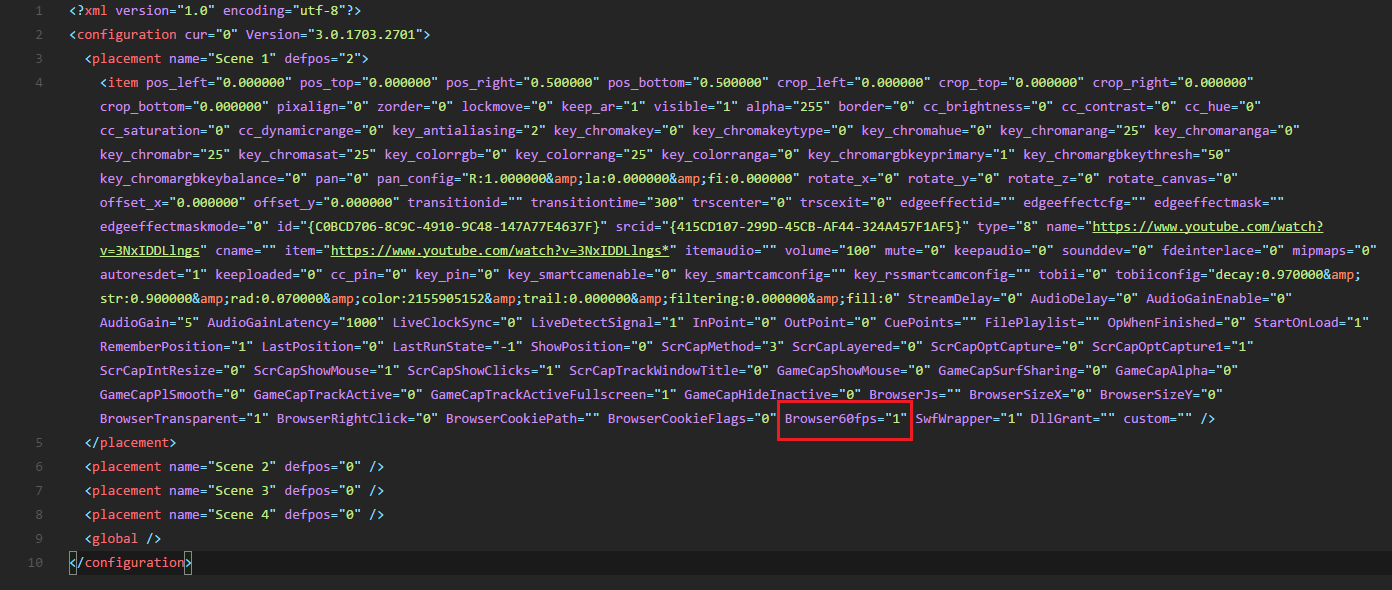 1 <?xml version="1.0" encoding="utf-8"?>
2 <configuration cur="0" Version="3.0.1703.2701">
3 <placement name="Scene 1" defpos="2">
4 <item pos_left="0.000000" pos_top="0.000000" pos_right="0.500000" pos_bottom="0.500000" crop_left="0.000000" crop_top="0.000000" crop_right="0.000000"
crop_bottom="0.000000" pixalign="0" zorder="0" lockmove="0" keep_ar="1" visible="1" alpha="255" border="0" cc_brightness="0" cc_contrast="0" cc_hue="0"
cc_saturation="0" cc_dynamicrange="0" key_antialiasing="2" key_chromakey="0" key_chromakeytype="0" key_chromahue="0" key_chromarang="25" key_chromaranga="0"
key_chromabr="25" key_chromasat="25" key_colorrgb="0" key_colorrang="25" key_colorranga="0" key_chromargbkeyprimary="1" key_chromargbkeythresh="50"
key_chromargbkeybalance="0" pan="0" pan_config="R:1.000000&amp;la:0.000000&amp;fi:0.000000" rotate_x="0" rotate_y="0" rotate_z="0" rotate_canvas="0"
offset_x="0.000000" offset_y="0.000000" transitionid="" transitiontime="300" trscenter="0" trscexit="0" edgeeffectid="" edgeeffectcfg="" edgeeffectmask=""
edgeeffectmaskmode="0" id="{C0BCD706-8C9C-4910-9C48-147A77E4637F}" srcid="{415CD107-299D-45CB-AF44-324A457F1AF5}" type="8" name="https://www.youtube.com/watch?
v=3NxIDDLlngs" cname="" item="https://www.youtube.com/watch?v=3NxIDDLlngs*" itemaudio="" volume="100" mute="0" keepaudio="0" sounddev="0" fdeinterlace="0" mipmaps="0"
autoresdet="1" keeploaded="0" cc_pin="0" key_pin="0" key_smartcamenable="0" key_smartcamconfig="" key_rssmartcamconfig="" tobii="0" tobiiconfig="decay:0.970000&amp;
str:0.900000&amp;rad:0.070000&amp;color:2155905152&amp;trail:0.000000&amp;filtering:0.000000&amp;fill:0" StreamDelay="0" AudioDelay="0" AudioGainEnable="0"
AudioGain="5" AudioGainLatency="1000" LiveClockSync="0" LiveDetectSignal="1" InPoint="0" OutPoint="0" CuePoints="" FilePlaylist="" OpWhenFinished="0" StartOnLoad="1"
RememberPosition="1" LastPosition="0" LastRunState="-1" ShowPosition="0" ScrCapMethod="3" ScrCapLayered="0" ScrCapOptCapture="0" ScrCapOptCapture1="1"
ScrCapIntResize="0" ScrCapShowMouse="1" ScrCapShowClicks="1" ScrCapTrackWindowTitle="0" GameCapShowMouse="0" GameCapSurfSharing="0" GameCapAlpha="0"
GameCapPlSmooth="0" GameCapTrackActive="0" GameCapTrackActiveFullscreen="1" GameCapHideInactive="0" BrowserJs="" BrowserSizeX="0" BrowserSizeY="0"
BrowserTransparent="1" BrowserRightClick="0" BrowserCookiePath="" BrowserCookieFlags="0" Browser60fps="1" SwfWrapper="1" DllGrant="" custom="" />
5 </placement>
6 <placement name="Scene 2" defpos="0" />
7 <placement name="Scene 3" defpos="0" />
8 <placement name="Scene 4" defpos="0" />
9 <global />
10 </configuration>